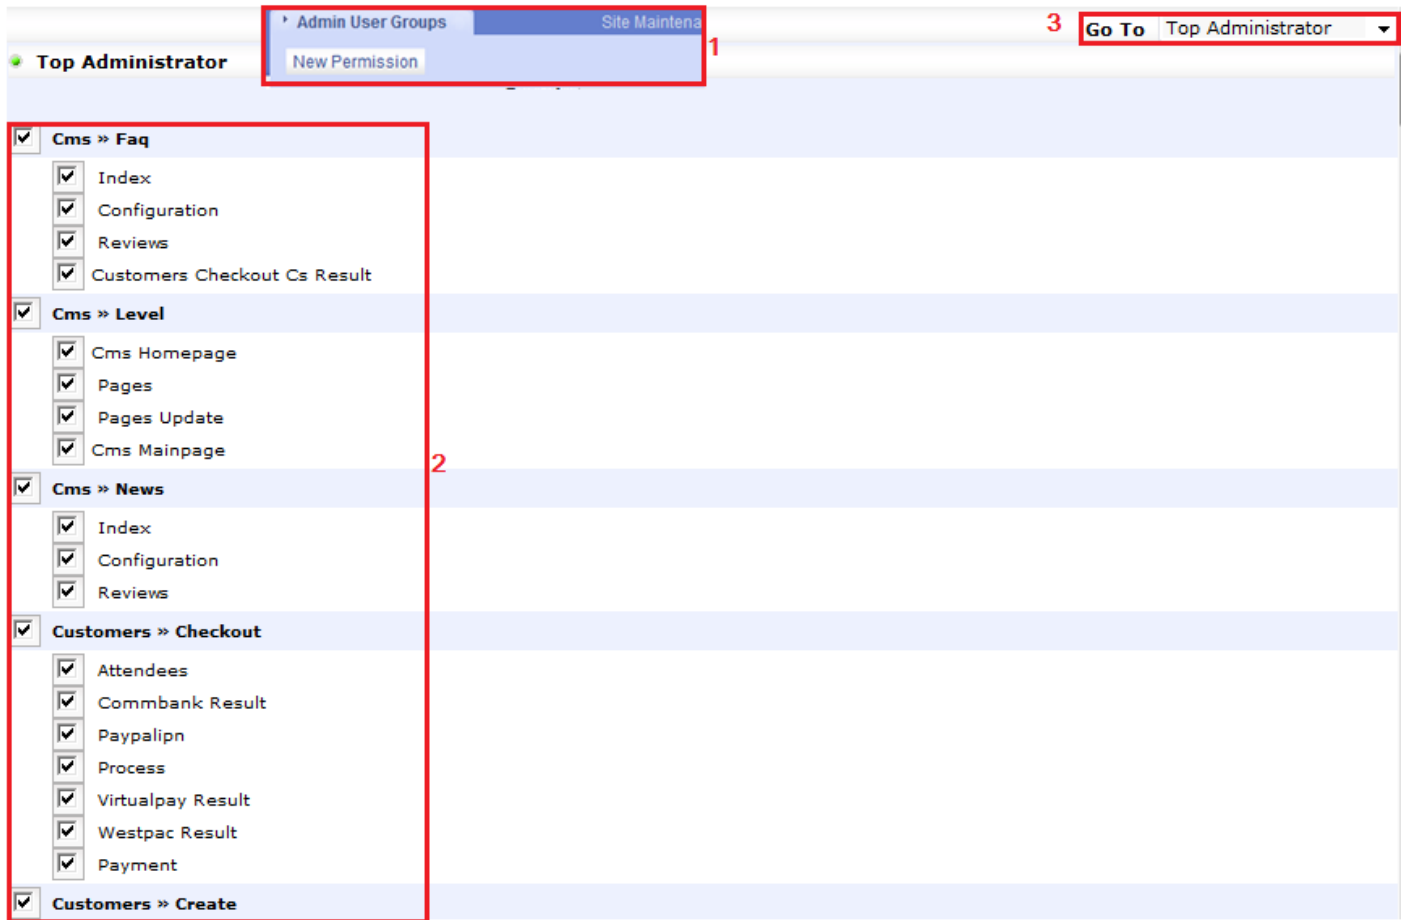 Admin User Groups Site Maintena
3 Go To Top Administrator
1
Top Administrator New Permission
Cms » Faq
Index
Configuration
Reviews
Customers Checkout Cs Result
Cms » Level
Cms Homepage
Pages
Pages Update
Cms Mainpage
2
Cms » News
Index
Configuration
Reviews
Customers » Checkout
Attendees
Commbank Result
Paypalipn
Process
Virtualpay Result
Westpac Result
Payment
Customers » Create